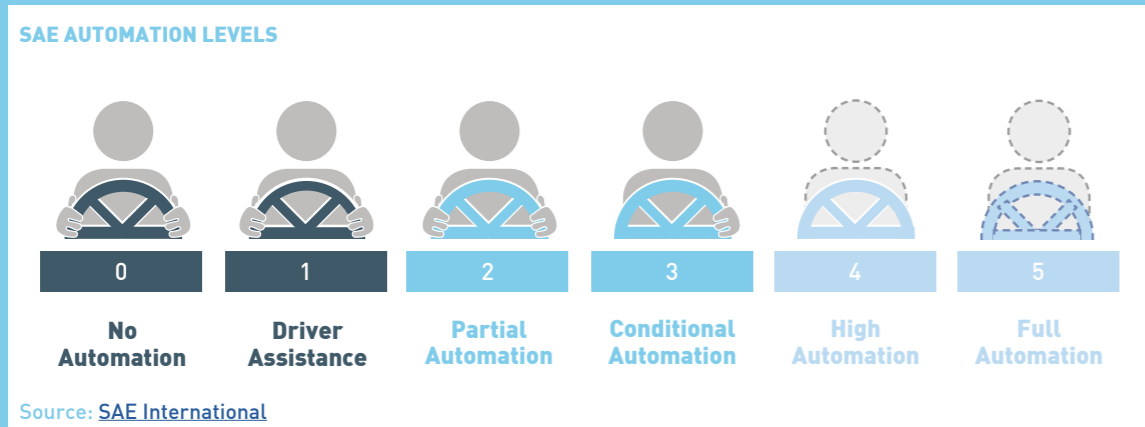 SAE AUTOMATION LEVELS
0
1
2
3
4
5
No
Automation
Driver
Assistance
Partial
Automation
Conditional
Automation
High
Automation
Full
Automation
Source: SAE International